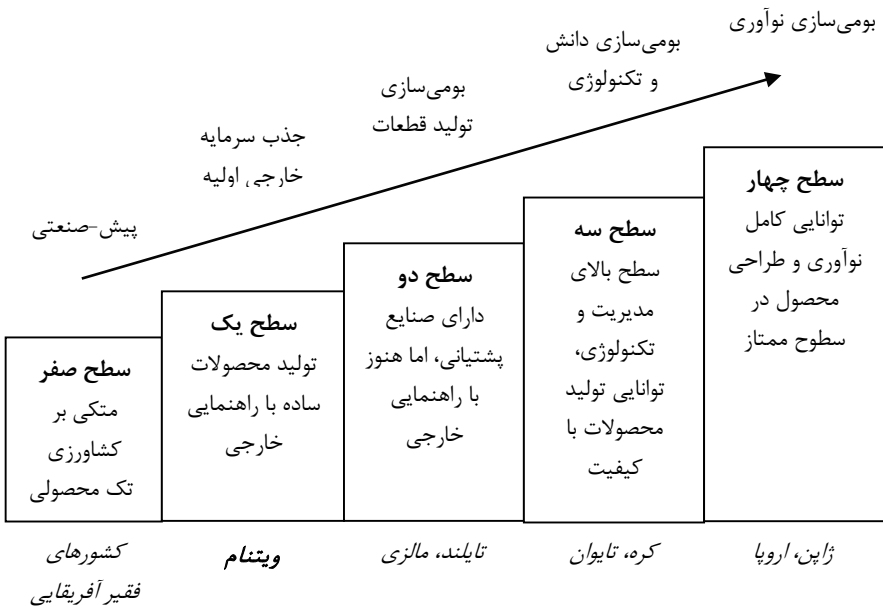 بومی‌سازی نوآوری
بومی‌سازی دانش
و تکنولوژی
بومی‌سازی
تولید قطعات
جذب سرمایه
خارجی اولیه
پیش-صنعتی
سطح چهار
توانایی کامل
نوآوری و طراحی
محصول در
سطوح ممتاز
سطح سه
سطح بالای
مدیریت و
تکنولوژی،
توانایی تولید
محصولات با
کیفیت
سطح دو
دارای صنایع
پشتیانی، اما هنوز
با راهنمایی
خارجی
سطح یک
تولید محصولات
ساده با راهنمایی
خارجی
سطح صفر
متکی بر
کشاورزی
تک محصولی
ژاپن، اروپا
کره، تایوان
تایلند، مالزی
ویتنام
کشورهای
فقیر آفریقایی